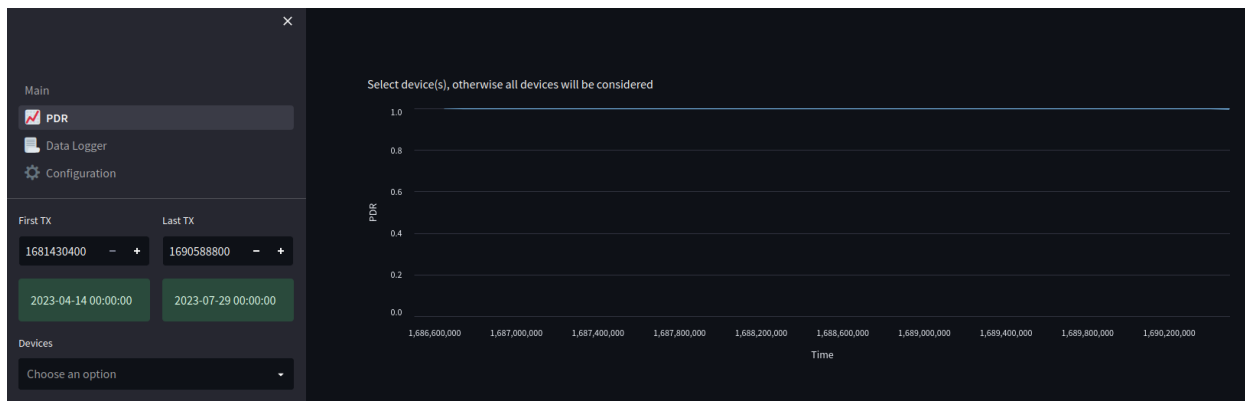 ×
Main
PDR
Data Logger
Configuration
First TX
Last TX
1681430400 − +
1690588800 − +
2023-04-14 00:00:00
2023-07-29 00:00:00
Devices
Choose an option
Select device(s), otherwise all devices will be considered
1.0
0.8
0.6
0.4
0.2
0.0
PDR
1,686,600,000 1,687,000,000 1,687,400,000 1,687,800,000 1,688,200,000 1,688,600,000 1,689,000,000 1,689,400,000 1,689,800,000 1,690,200,000
Time